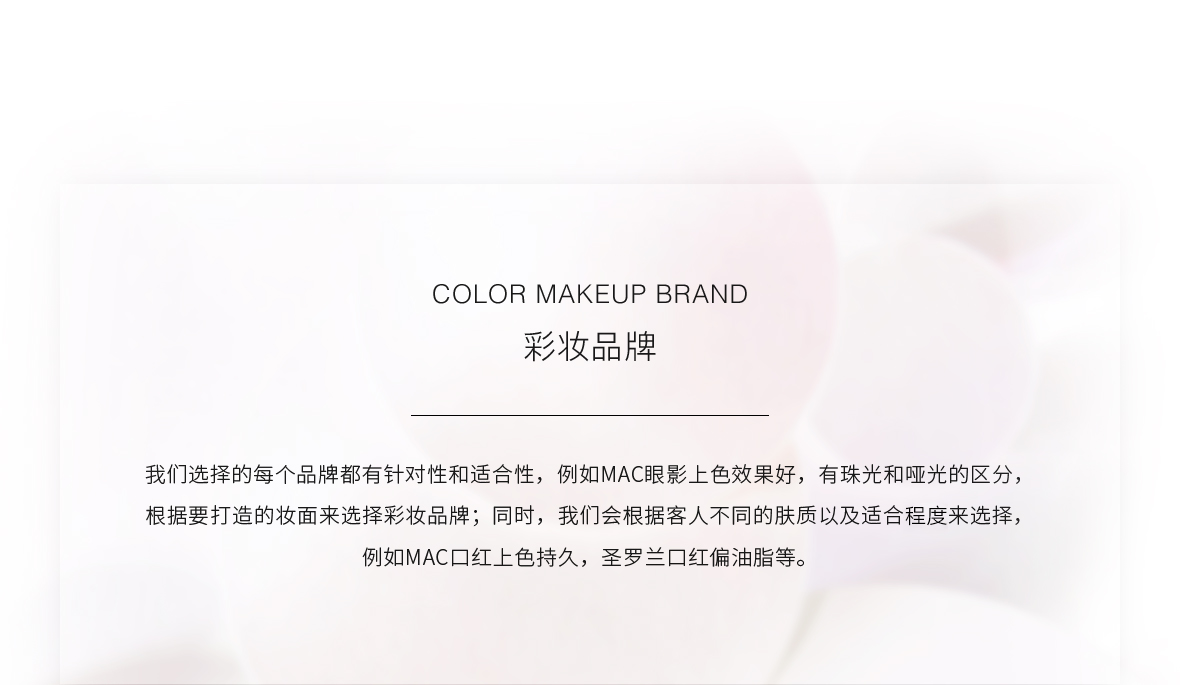 COLOR MAKEUP BRAND
彩妆品牌
我们选择的每个品牌都有针对性和适合性，例如MAC眼影上色效果好，有珠光和哑光的区分，
根据要打造的妆面来选择彩妆品牌；同时，我们会根据客人不同的肤质以及适合程度来选择，
例如MAC口红上色持久，圣罗兰口红偏油脂等。